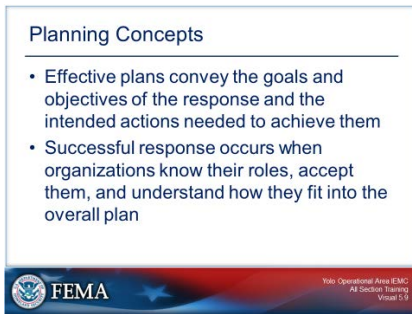 Planning Concepts
• Effective plans convey the goals and
objectives of the response and the
intended actions needed to achieve them
• Successful response occurs when
organizations know their roles, accept
them, and understand how they fit into the
overall plan
FEMA
Yolo Operational Area IEMC
All Section Training
Visual 5.9